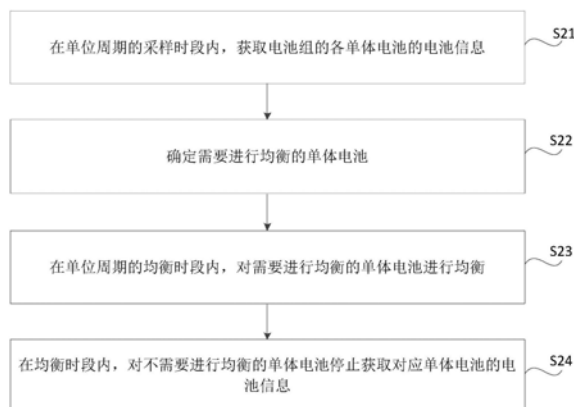 在单位周期的采样时段内，获取电池组的各单体电池的电池信息
S21
确定需要进行均衡的单体电池
S22
在单位周期的均衡时段内，对需要进行均衡的单体电池进行均衡
S23
在均衡时段内，对不需要进行均衡的单体电池停止获取对应单体电池的电
池信息
S24